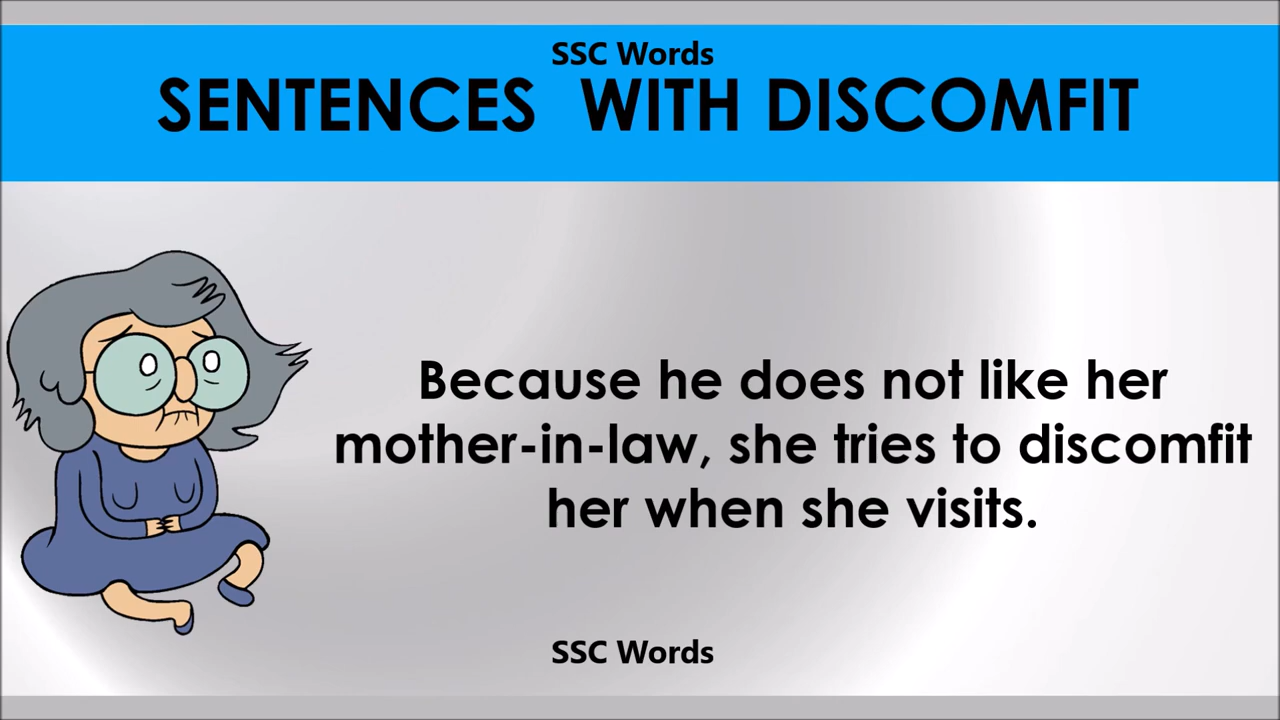 SSC Words
SENTENCES WITH DISCOMFIT
Because he does not like her
mother-in-law, she tries to discomfit
her when she visits.
SSC Words